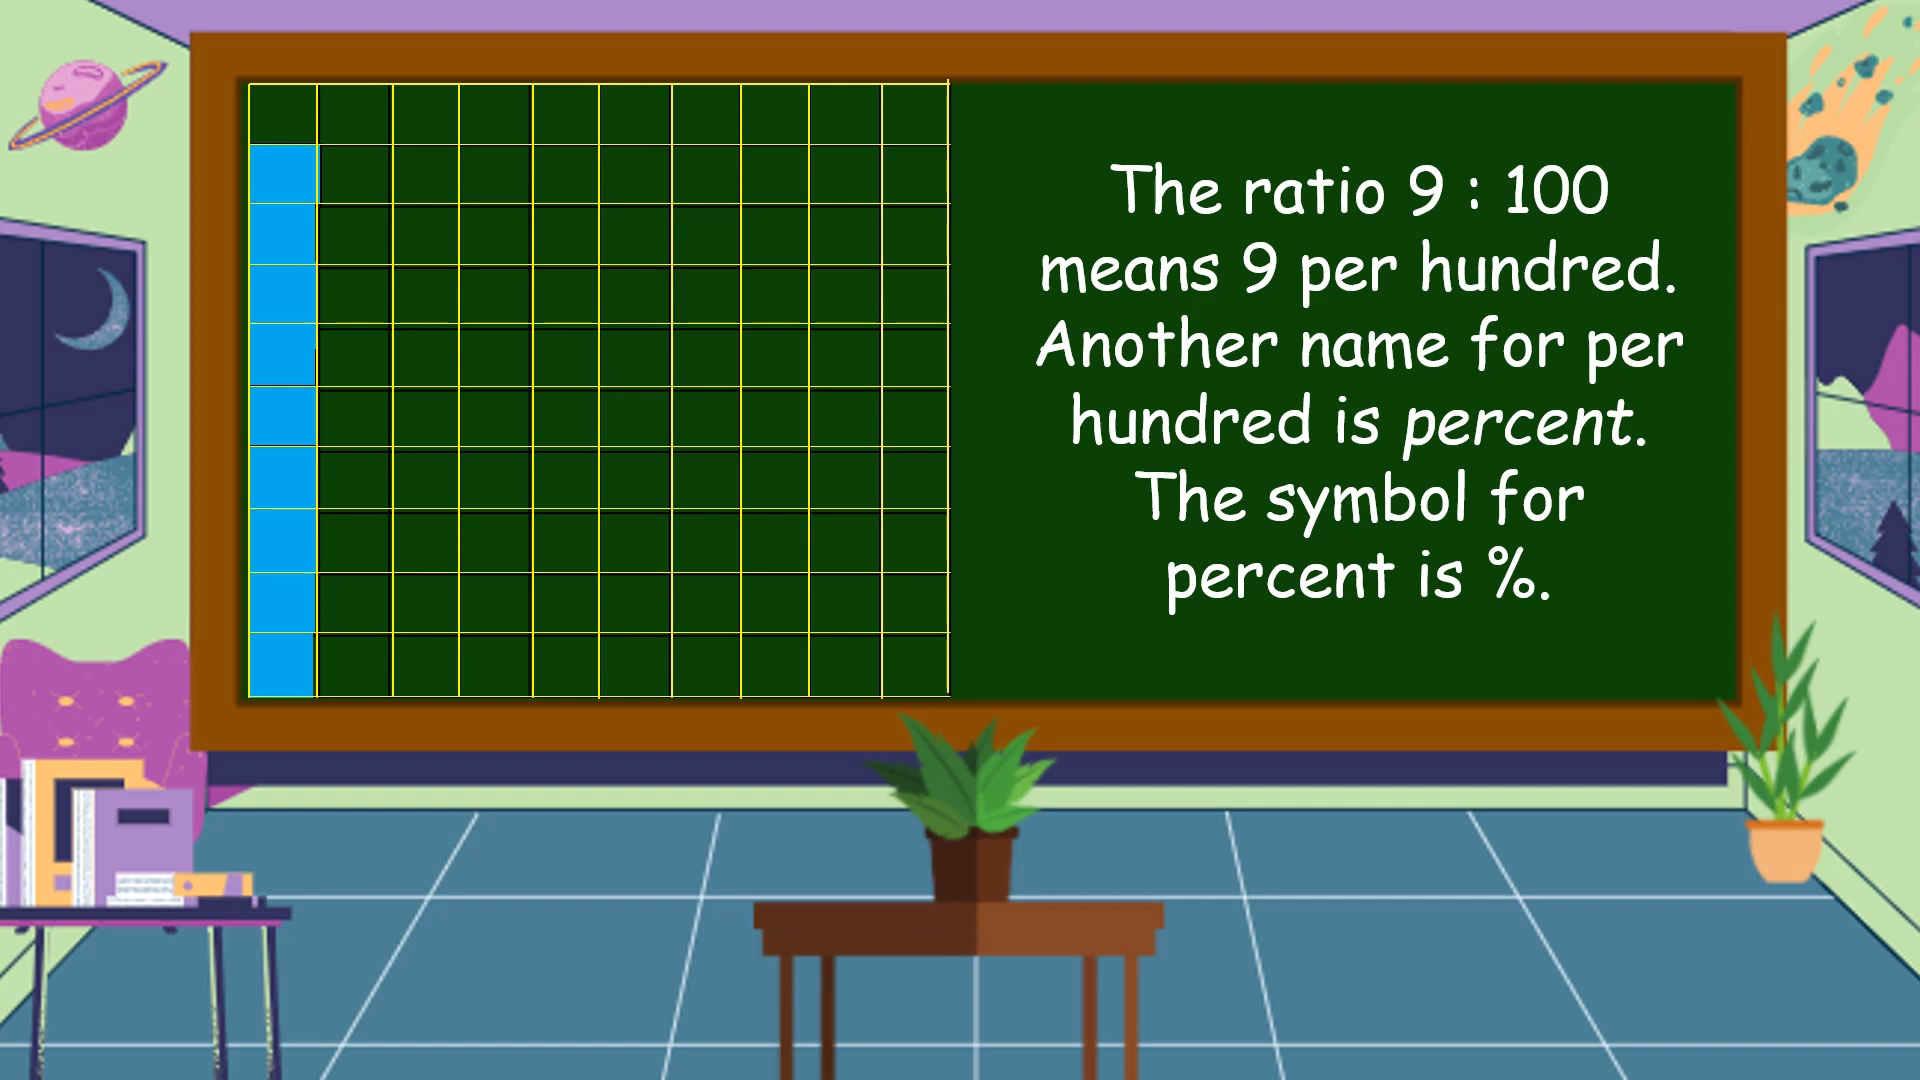 The ratio 9 : 100
means 9 per hundred.
Another name for per
hundred is percent.
The symbol for
percent is %.